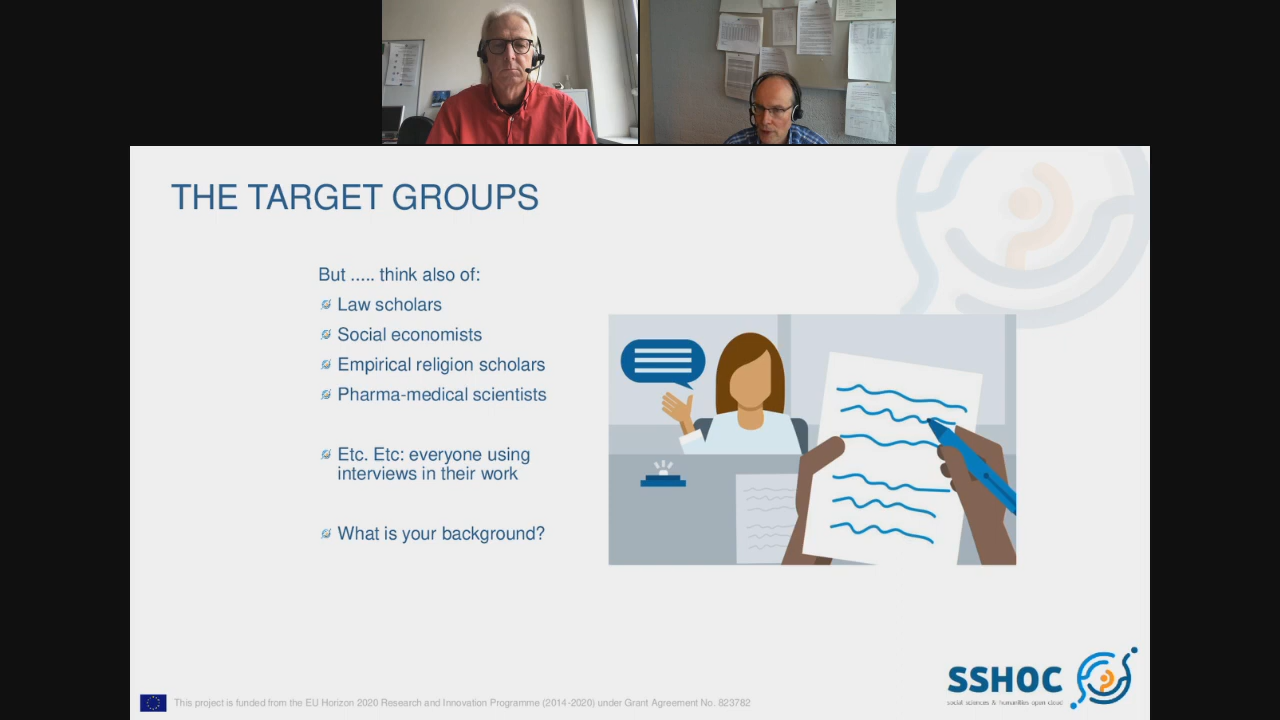 THE TARGET GROUPS
But ..... think also of:
Law scholars
Social economists
Empirical religion scholars
Pharma-medical scientists
Etc. Etc: everyone using
interviews in their work
What is your background?
SSHOC
social sciences & humanities open cloud
This project is funded from the EU Horizon 2020 Research and Innovation Programme (2014-2020) under Grant Agreement No. 823782